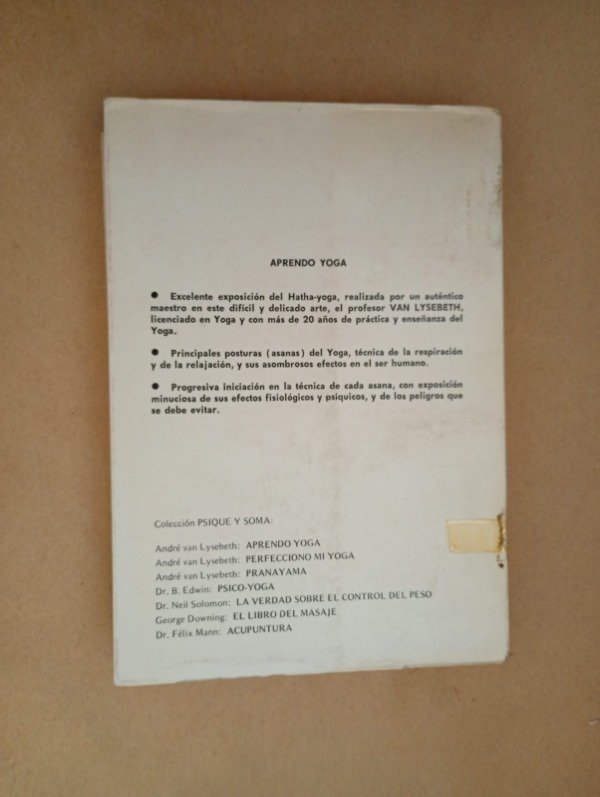 APRENDO YOGA
● Excelente exposición del Hatha-yoga, realizada por un auténtico
maestro en este difícil y delicado arte, el profesor VAN LYSEBETH,
licenciado en Yoga y con más de 20 años de práctica y enseñanza del
Yoga.
● Principales posturas (asanas) del Yoga, técnica de la respiración
y de la relajación, y sus asombrosos efectos en el ser humano.
● Progresiva iniciación en la técnica de cada asana, con exposición
minuciosa de sus efectos fisiológicos y psíquicos, y de los peligros que
se debe evitar.
Colección PSIQUE Y SOMA:
André van Lysebeth: APRENDO YOGA
André van Lysebeth: PERFECCIONO MI YOGA
André van Lysebeth: PRANAYAMA
Dr. B. Edwin: PSICO-YOGA
Dr. Neil Solomon: LA VERDAD SOBRE EL CONTROL DEL PESO
George Downing: EL LIBRO DEL MASAJE
Dr. Félix Mann: ACUPUNTURA